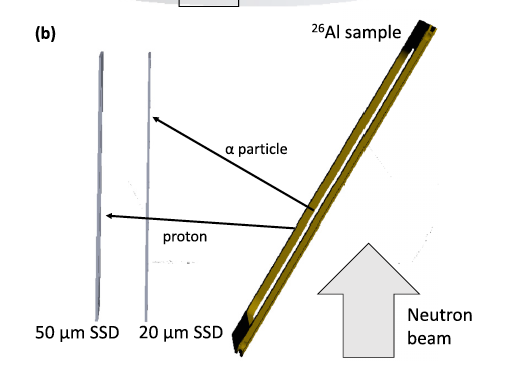 (b)
²⁶Al sample
α particle
proton
50 μm SSD
20 μm SSD
Neutron
beam